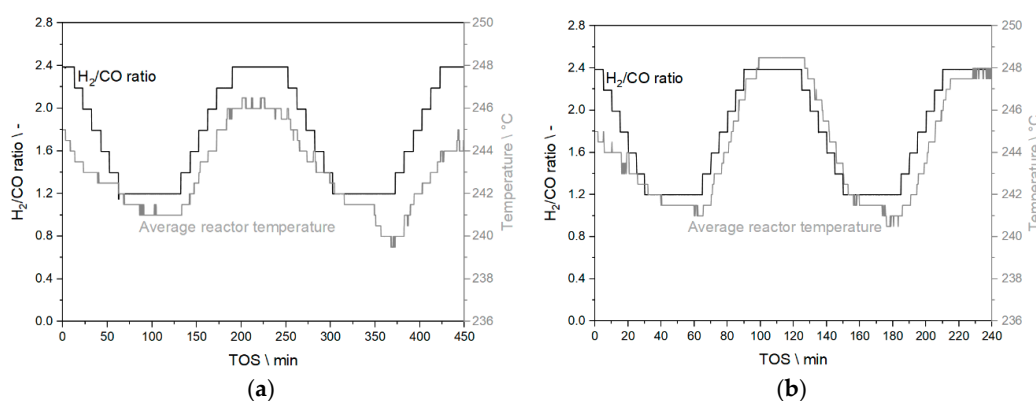 2.8
2.4
2.0
1.6
1.2
0.8
0.4
0.0
H₂/CO ratio \ -
H₂/CO ratio
Average reactor temperature
250
248
246
244
242
240
238
236
Temperature \ °C
0 50 100 150 200 250 300 350 400 450
TOS \ min
(a)
2.8
2.4
2.0
1.6
1.2
0.8
0.4
0.0
H₂/CO ratio \ -
H₂/CO ratio
Average reactor temperature
250
248
246
244
242
240
238
236
Temperature \ °C
0 20 40 60 80 100 120 140 160 180 200 220 240
TOS \ min
(b)